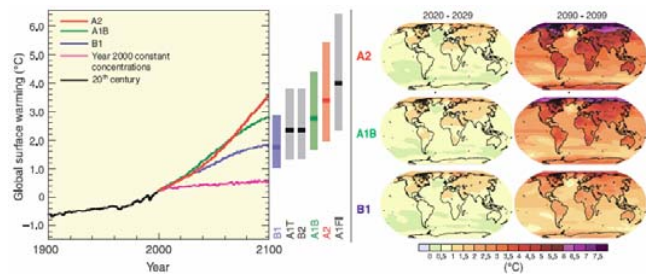 6,0
5,0
4,0
3,0
2,0
1,0
0
–1,0
Global surface warming (°C)
A2
A1B
B1
Year 2000 constant
concentrations
20th century
1900
2000
2100
Year
B1
A1T
B2
A1B
A2
A1FI
2020 - 2029
2090 - 2099
A2
A1B
B1
0 0,5 1 1,5 2 2,5 3 3,5 4 4,5 5 5,5 6 6,5 7 7,5
(°C)